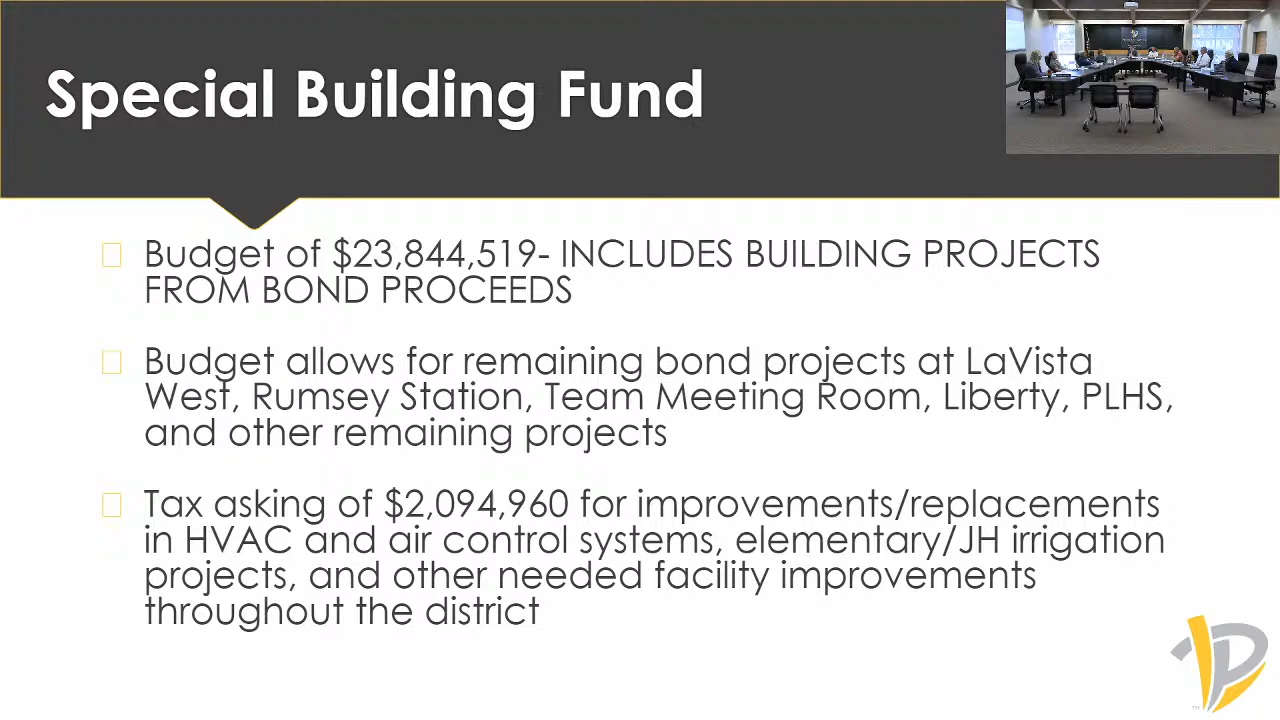 Special Building Fund
Budget of $23,844,519- INCLUDES BUILDING PROJECTS
FROM BOND PROCEEDS
Budget allows for remaining bond projects at LaVista
West, Rumsey Station, Team Meeting Room, Liberty, PLHS,
and other remaining projects
Tax asking of $2,094,960 for improvements/replacements
in HVAC and air control systems, elementary/JH irrigation
projects, and other needed facility improvements
throughout the district